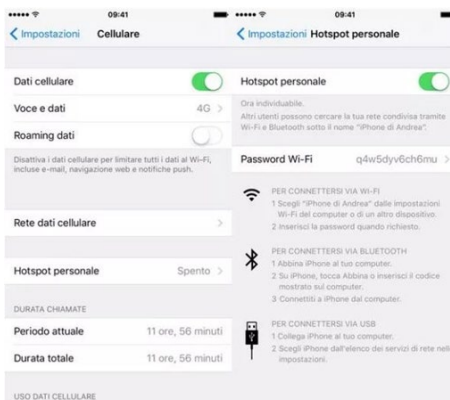 09:41
Impostazioni Cellulare
Dati cellulare
Voce e dati 4G
Roaming dati
Disattiva i dati cellulare per limitare tutti i dati al Wi-Fi,
incluse e-mail, navigazione web e notifiche push.
Rete dati cellulare
Hotspot personale Spento
DURATA CHIAMATE
Periodo attuale 11 ore, 56 minuti
Durata totale 11 ore, 56 minuti
USO DATI CELLULARE
09:41
Impostazioni Hotspot personale
Hotspot personale
Ora individuabile.
Altri utenti possono cercare la tua rete condivisa tramite
Wi-Fi e Bluetooth sotto il nome "iPhone di Andrea".
Password Wi-Fi q4w5dyv6ch6mu
PER CONNETTERSI VIA WI-FI
1 Scegli "iPhone di Andrea" dalle impostazioni
Wi-Fi del computer o di un altro dispositivo.
2 Inserisci la password quando richiesto.
PER CONNETTERSI VIA BLUETOOTH
1 Abbina iPhone al tuo computer.
2 Su iPhone, tocca Abbina o inserisci il codice
mostrato sul computer.
3 Connettiti a iPhone dal computer.
PER CONNETTERSI VIA USB
1 Collega iPhone al tuo computer.
2 Scegli iPhone dall'elenco dei servizi di rete nelle
impostazioni.